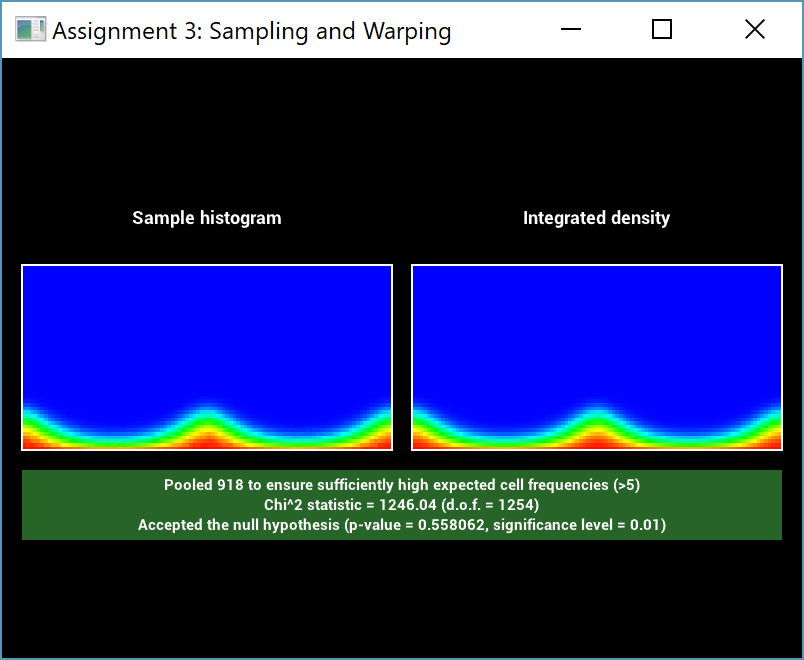 Assignment 3: Sampling and Warping
Sample histogram
Integrated density
Pooled 918 to ensure sufficiently high expected cell frequencies (>5)
Chi^2 statistic = 1246.04 (d.o.f. = 1254)
Accepted the null hypothesis (p-value = 0.558062, significance level = 0.01)